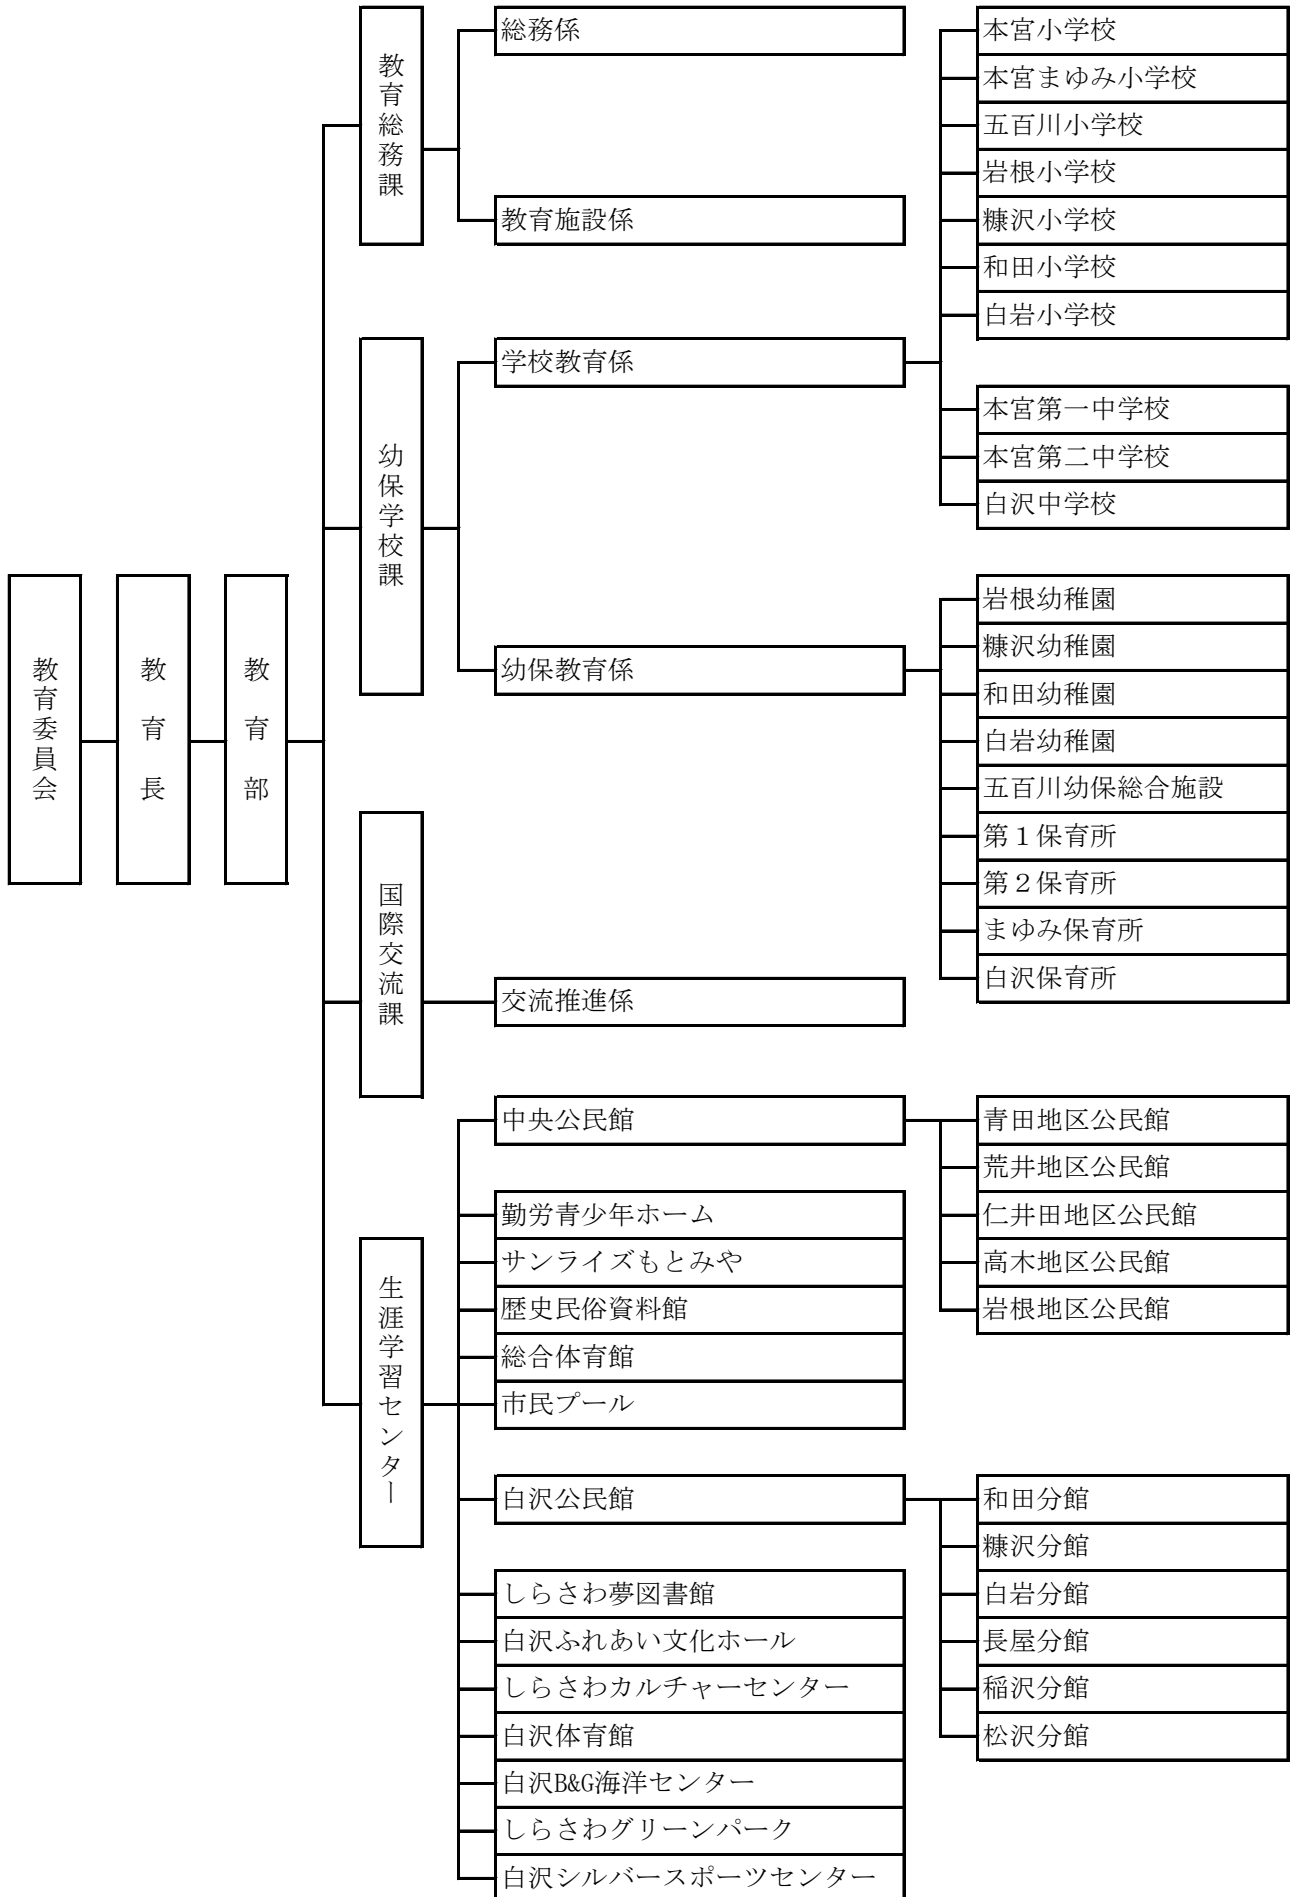 教育委員会
教育長
教育部
教育総務課
総務係
教育施設係
幼保学校課
学校教育係
本宮小学校
本宮まゆみ小学校
五百川小学校
岩根小学校
糠沢小学校
和田小学校
白岩小学校
本宮第一中学校
本宮第二中学校
白沢中学校
幼保教育係
岩根幼稚園
糠沢幼稚園
和田幼稚園
白岩幼稚園
五百川幼保総合施設
第１保育所
第２保育所
まゆみ保育所
白沢保育所
国際交流課
交流推進係
生涯学習センター
中央公民館
青田地区公民館
荒井地区公民館
仁井田地区公民館
高木地区公民館
岩根地区公民館
勤労青少年ホーム
サンライズもとみや
歴史民俗資料館
総合体育館
市民プール
白沢公民館
和田分館
糠沢分館
白岩分館
長屋分館
稲沢分館
松沢分館
しらさわ夢図書館
白沢ふれあい文化ホール
しらさわカルチャーセンター
白沢体育館
白沢B&G海洋センター
しらさわグリーンパーク
白沢シルバースポーツセンター